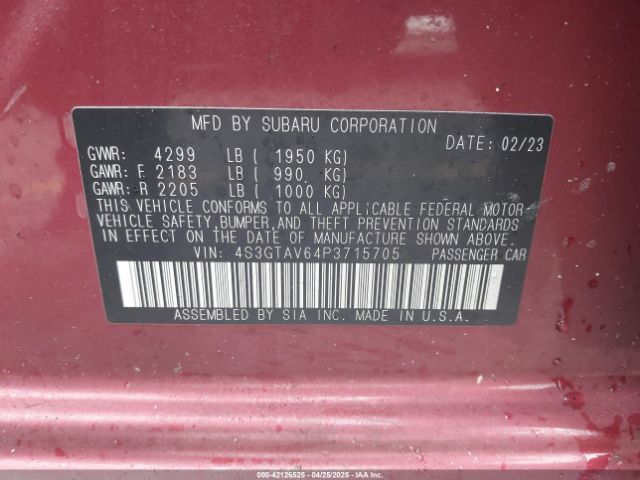 MFD BY SUBARU CORPORATION
DATE: 02/23
GVWR: 4299 LB ( 1950 KG)
GAWR: F 2183 LB ( 990, KG)
GAWR: R 2205 LB ( 1000 KG)
THIS VEHICLE CONFORMS TO ALL APPLICABLE FEDERAL MOTOR
VEHICLE SAFETY, BUMPER, AND THEFT PREVENTION STANDARDS
IN EFFECT ON THE DATE OF MANUFACTURE SHOWN ABOVE.
VIN: 4S3GTAV64P3715705 PASSENGER CAR
ASSEMBLED BY SIA INC. MADE IN U.S.A.
000-42126525 - 04/25/2025 - IAAI.COM